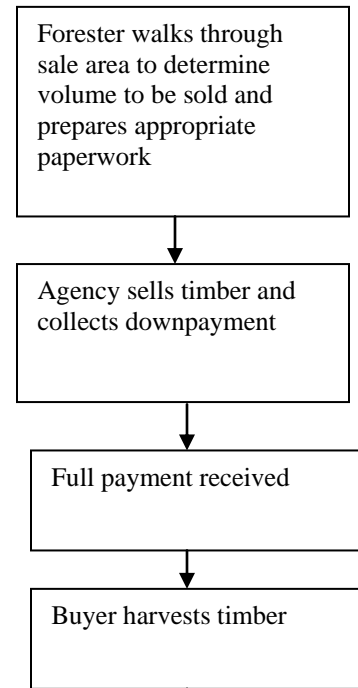 Forester walks through
sale area to determine
volume to be sold and
prepares appropriate
paperwork
Agency sells timber and
collects downpayment
Full payment received
Buyer harvests timber